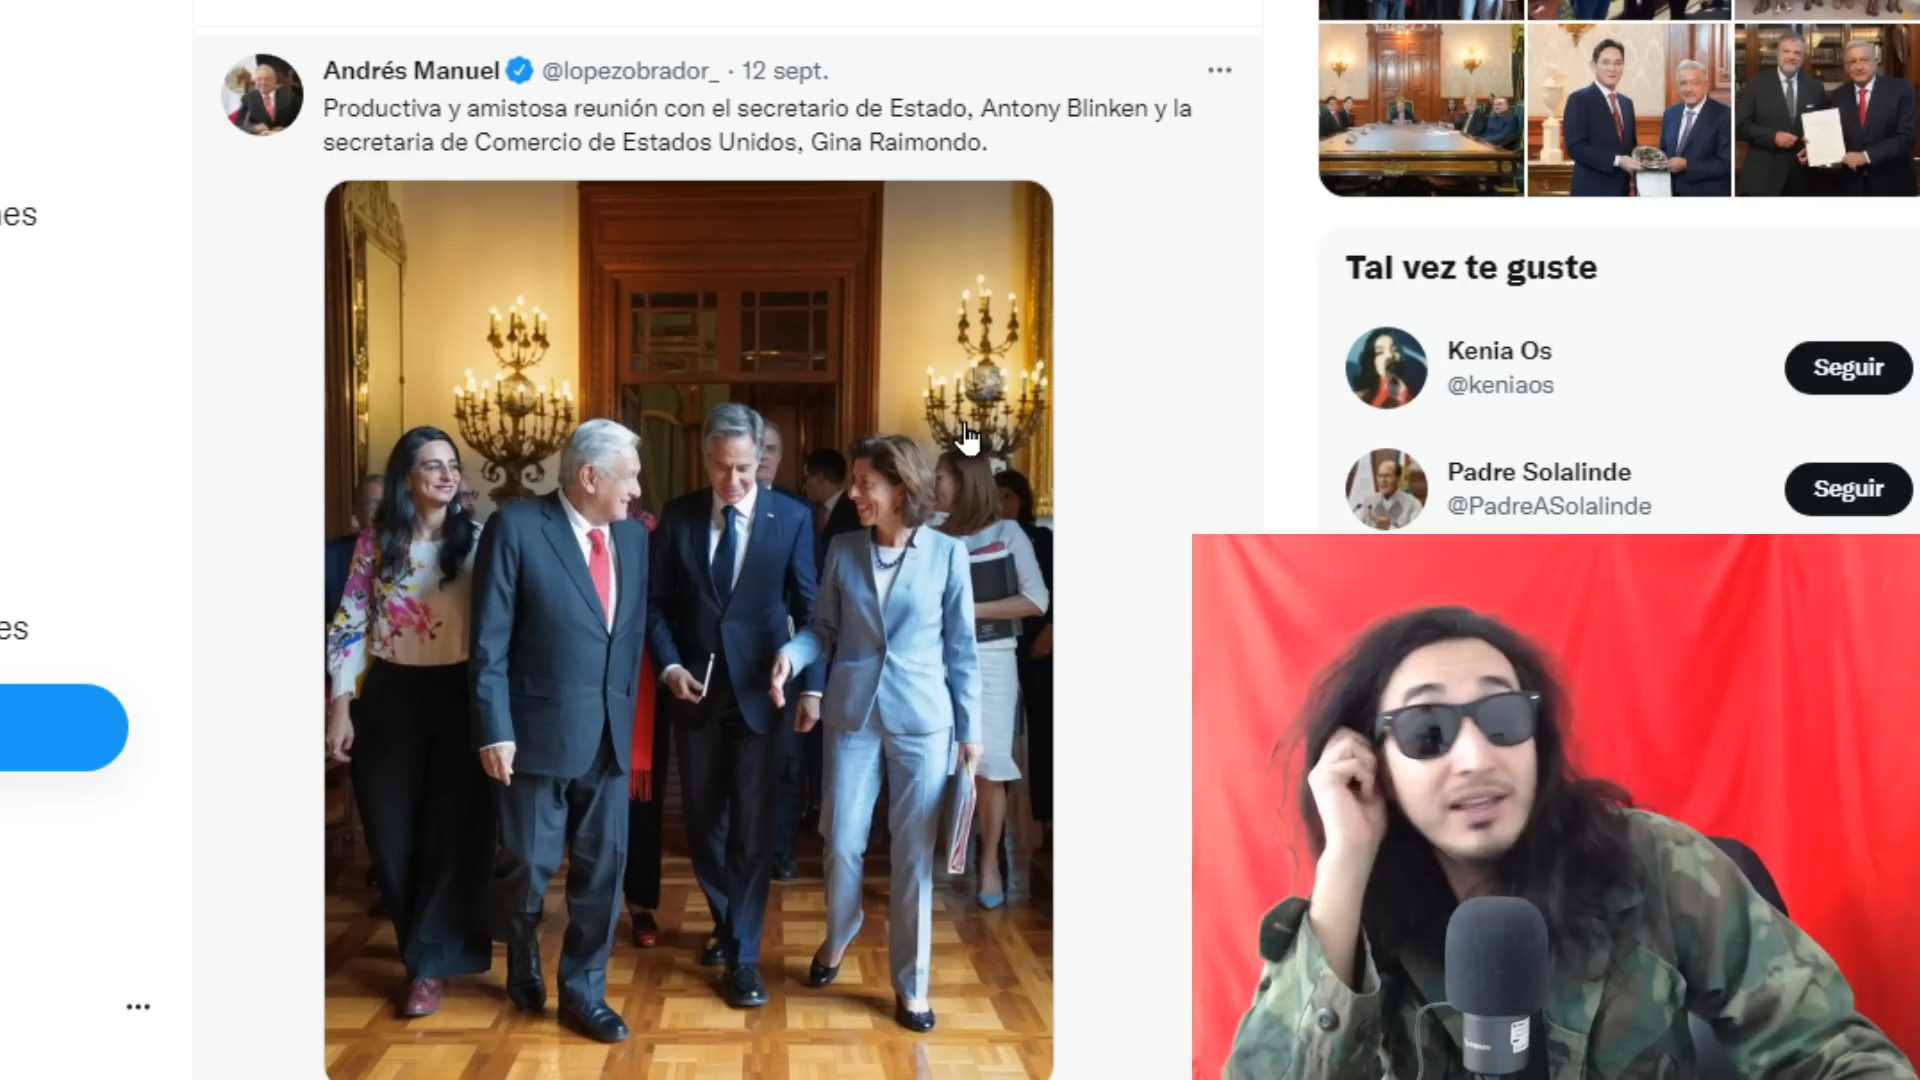 Andrés Manuel @lopezobrador_ · 12 sept.
Productiva y amistosa reunión con el secretario de Estado, Antony Blinken y la
secretaria de Comercio de Estados Unidos, Gina Raimondo.
es
Tal vez te guste
Kenia Os
@keniaos
Seguir
Padre Solalinde
@PadreASolalinde
Seguir